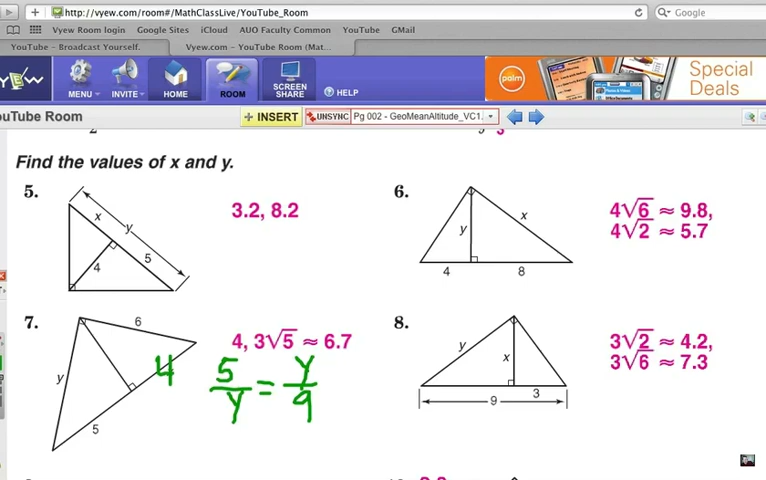 http://vyew.com/room#/MathClassLive/YouTube_Room
Google
Vyew Room login Google Sites iCloud AUO Faculty Common YouTube GMail
YouTube - Broadcast Yourself.
Vyew.com - YouTube Room (Mat...
MENU INVITE HOME ROOM SCREEN SHARE HELP
palm
Special
Deals
ouTube Room
+ INSERT
UNSYNC
Pg 002 - GeoMeanAltitude_VC1.
Find the values of x and y.
5.
x
y
4
5
3.2, 8.2
6.
y
x
4
8
4√6 ≈ 9.8,
4√2 ≈ 5.7
7.
6
y
4
5
4, 3√5 ≈ 6.7
5/y = y/9
8.
y
x
3
9
3√2 ≈ 4.2,
3√6 ≈ 7.3